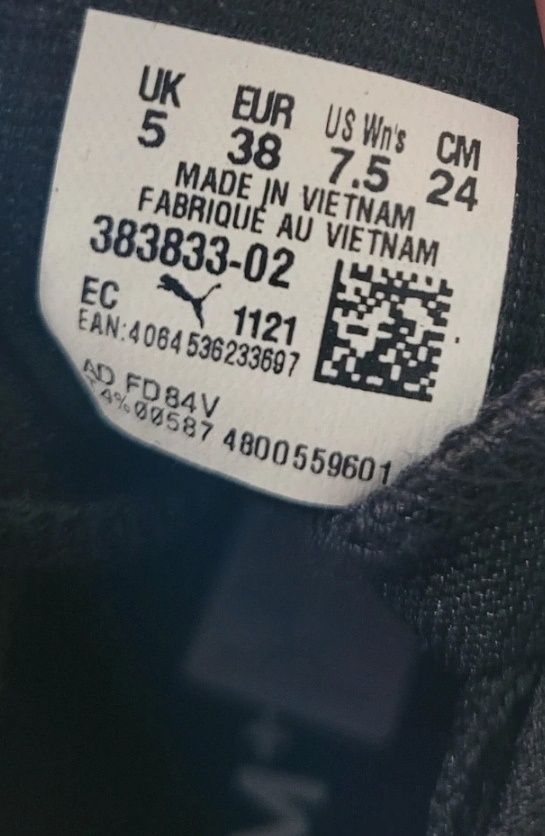 UK EUR US Wn's CM
5 38 7.5 24
MADE IN VIETNAM
FABRIQUÉ AU VIETNAM
383833-02
EC 1121
EAN:4064536233697
AD FD84V
T4%00587 4800559601